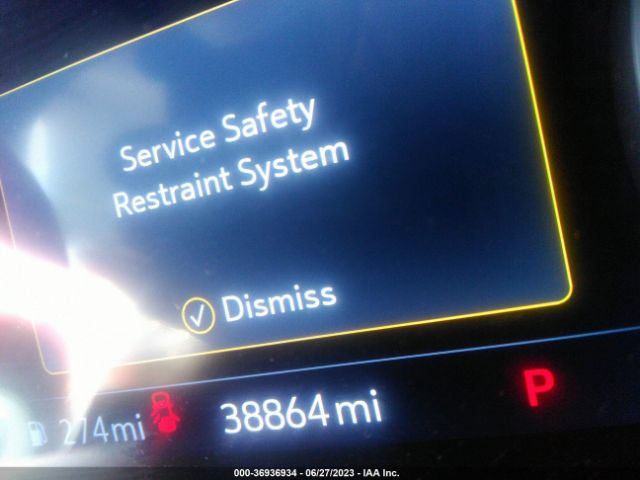 Service Safety
Restraint System
Dismiss
274mi
38864 mi
P
000-36936934 - 06/27/2023 - IAA Inc.